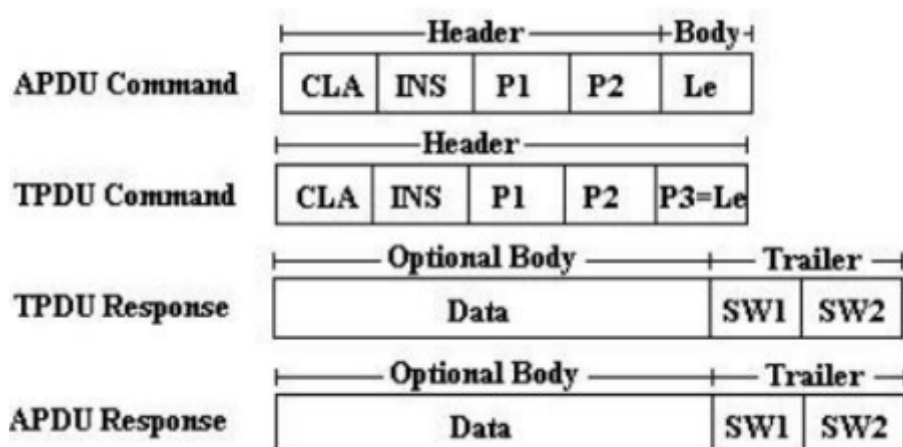 Header Body
APDU Command CLA INS P1 P2 Le
Header
TPDU Command CLA INS P1 P2 P3=Le
Optional Body Trailer
TPDU Response Data SW1 SW2
Optional Body Trailer
APDU Response Data SW1 SW2